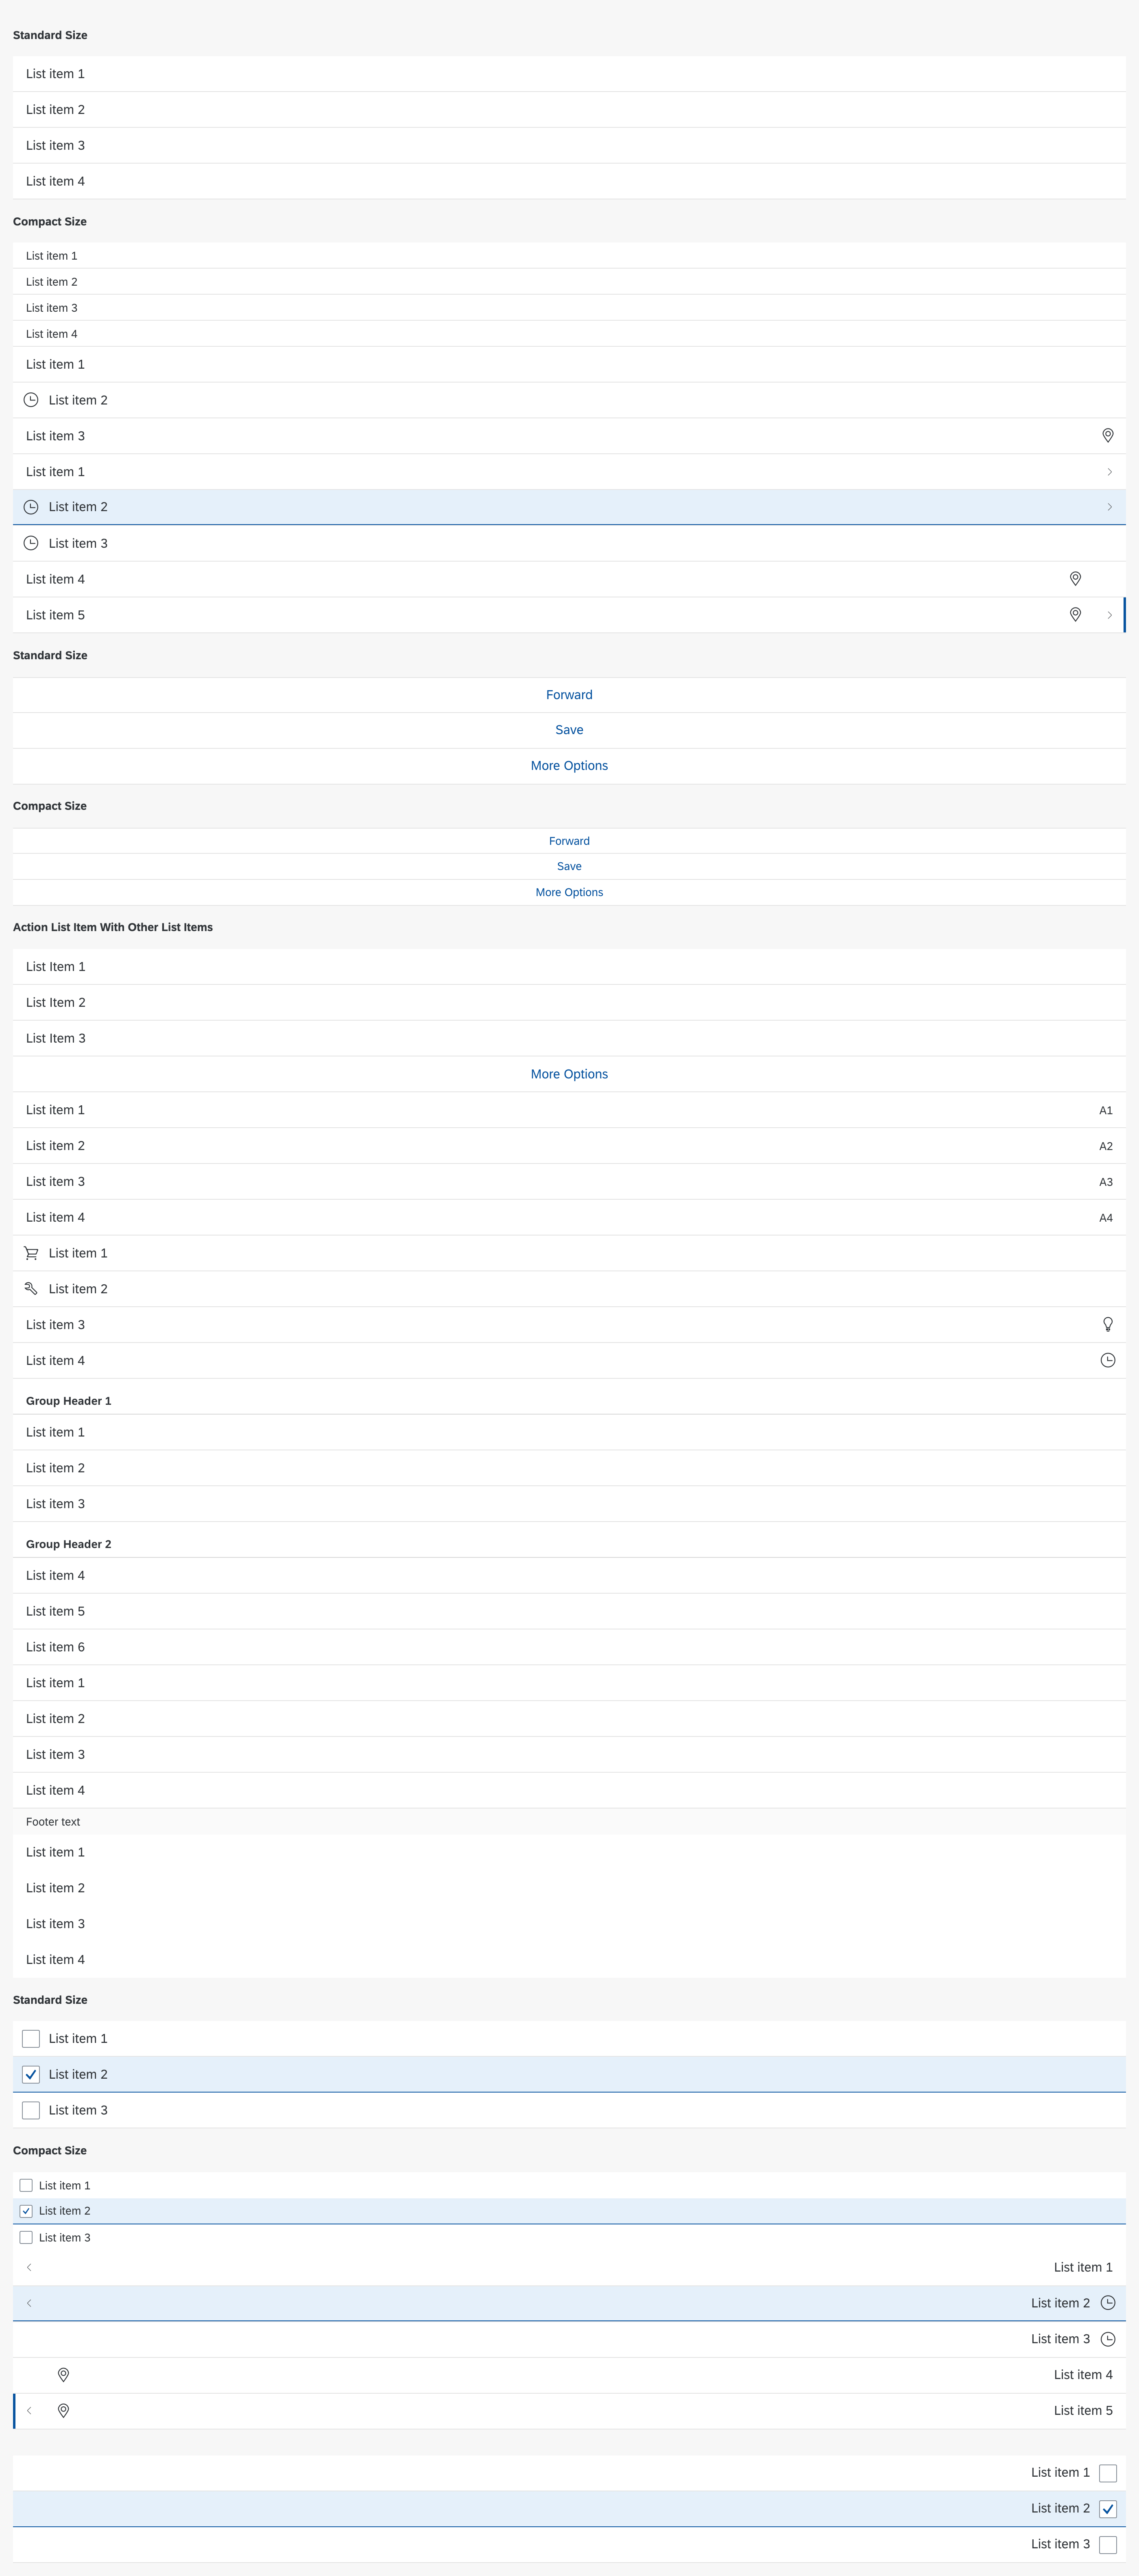 Standard Size
List item 1
List item 2
List item 3
List item 4
Compact Size
List item 1
List item 2
List item 3
List item 4
List item 1
List item 2
List item 3
List item 1
List item 2
List item 3
List item 4
List item 5
Standard Size
Forward
Save
More Options
Compact Size
Forward
Save
More Options
Action List Item With Other List Items
List Item 1
List Item 2
List Item 3
More Options
List item 1 A1
List item 2 A2
List item 3 A3
List item 4 A4
List item 1
List item 2
List item 3
List item 4
Group Header 1
List item 1
List item 2
List item 3
Group Header 2
List item 4
List item 5
List item 6
List item 1
List item 2
List item 3
List item 4
Footer text
List item 1
List item 2
List item 3
List item 4
Standard Size
List item 1
List item 2
List item 3
Compact Size
List item 1
List item 2
List item 3
List item 1
List item 2
List item 3
List item 4
List item 5
List item 1
List item 2
List item 3